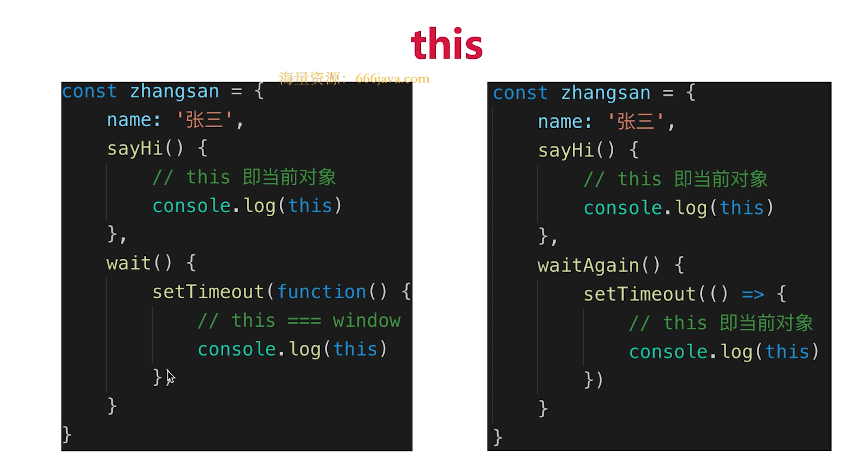 this
海量资源：666java.com
const zhangsan = {
name: '张三',
sayHi() {
// this 即当前对象
console.log(this)
},
wait() {
setTimeout(function() {
// this === window
console.log(this)
}
}
}
const zhangsan = {
name: '张三',
sayHi() {
// this 即当前对象
console.log(this)
},
waitAgain() {
setTimeout(() => {
// this 即当前对象
console.log(this)
})
}
}